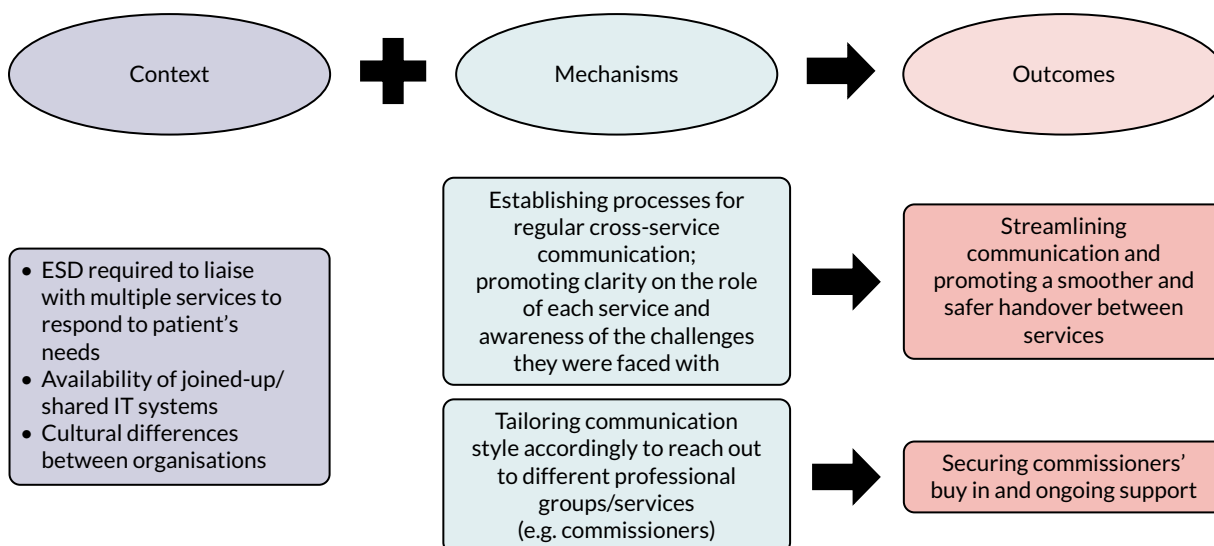 Context
Mechanisms
Outcomes
• ESD required to liaise
with multiple services to
respond to patient’s
needs
• Availability of joined-up/
shared IT systems
• Cultural differences
between organisations
Establishing processes for
regular cross-service
communication;
promoting clarity on the role
of each service and
awareness of the challenges
they were faced with
Streamlining
communication and
promoting a smoother and
safer handover between
services
Tailoring communication
style accordingly to reach out
to different professional
groups/services
(e.g. commissioners)
Securing commissioners’
buy in and ongoing support